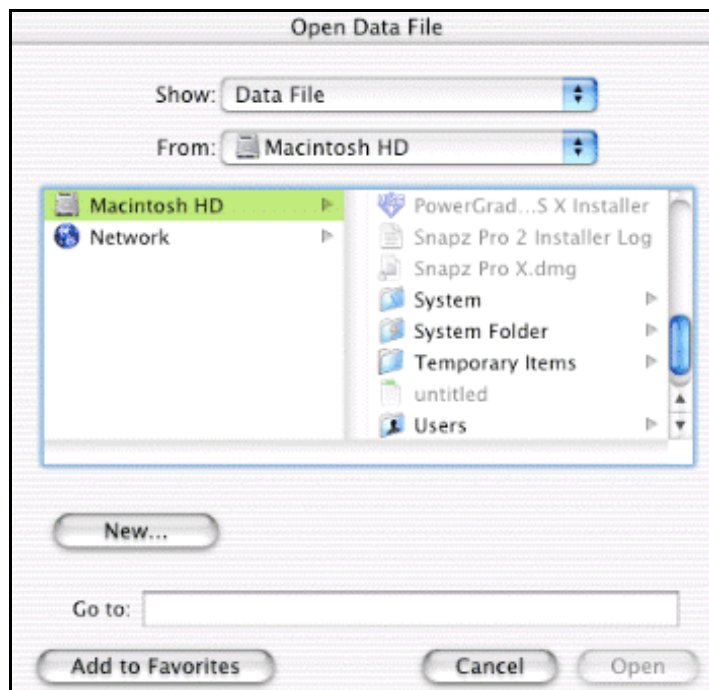 Open Data File
Show: Data File
From: Macintosh HD
Macintosh HD
Network
PowerGrad...S X Installer
Snapz Pro 2 Installer Log
Snapz Pro X.dmg
System
System Folder
Temporary Items
untitled
Users
New...
Go to:
Add to Favorites Cancel Open